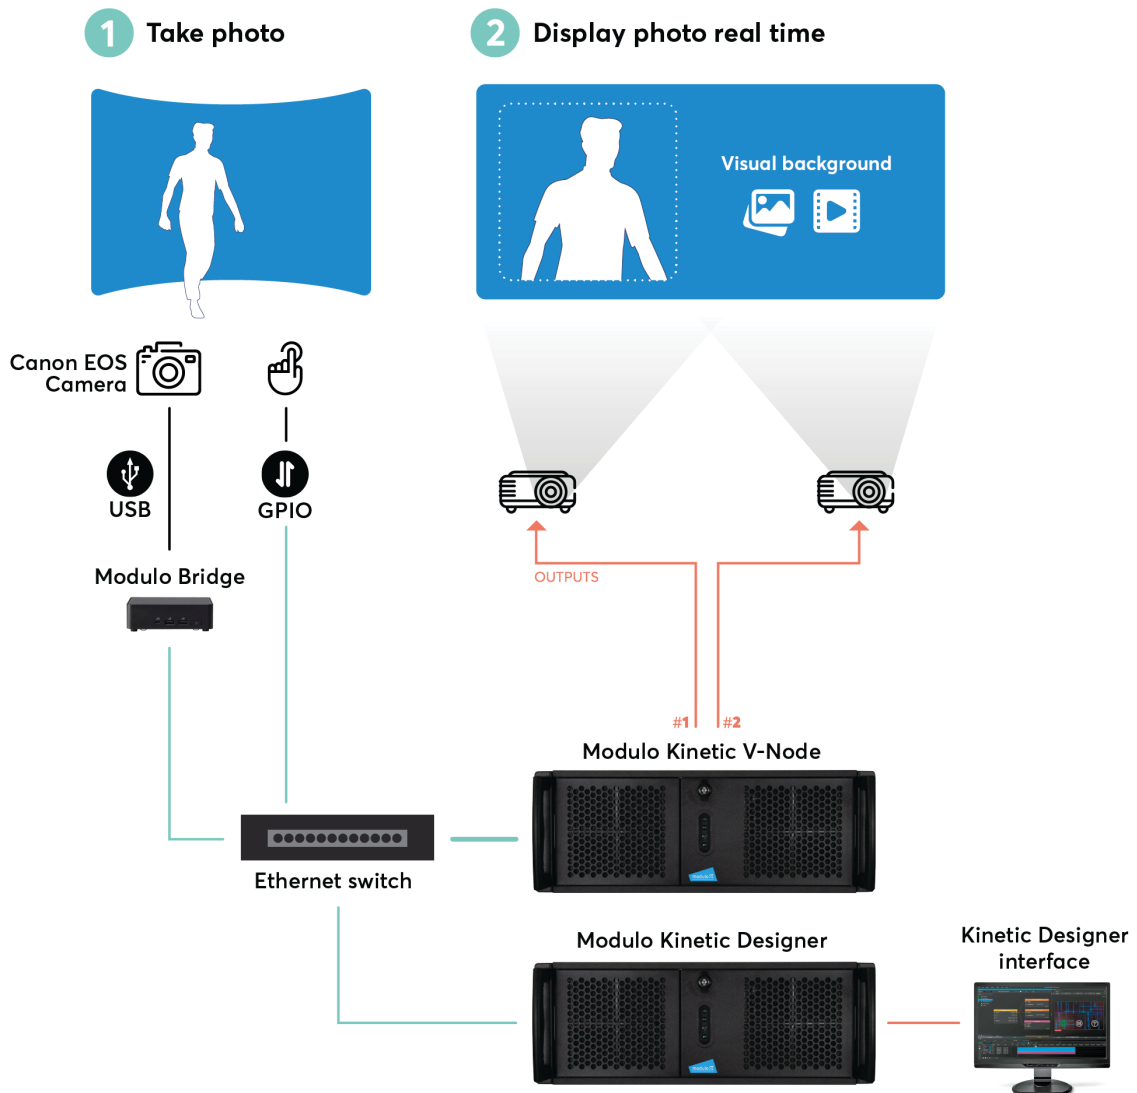 1 Take photo
2 Display photo real time
Visual background
Canon EOS
Camera
USB
GPIO
Modulo Bridge
OUTPUTS
#1 #2
Modulo Kinetic V-Node
Ethernet switch
Modulo Kinetic Designer
Kinetic Designer
interface